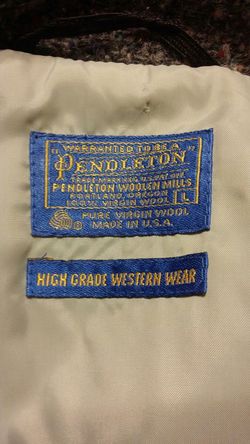 "WARRANTED TO BE A
PENDLETON"
TRADE MARK REG. U.S. PAT. OFF.
PENDLETON WOOLEN MILLS
PORTLAND, OREGON
100% VIRGIN WOOL L
PURE VIRGIN WOOL
MADE IN U.S.A.
HIGH GRADE WESTERN WEAR